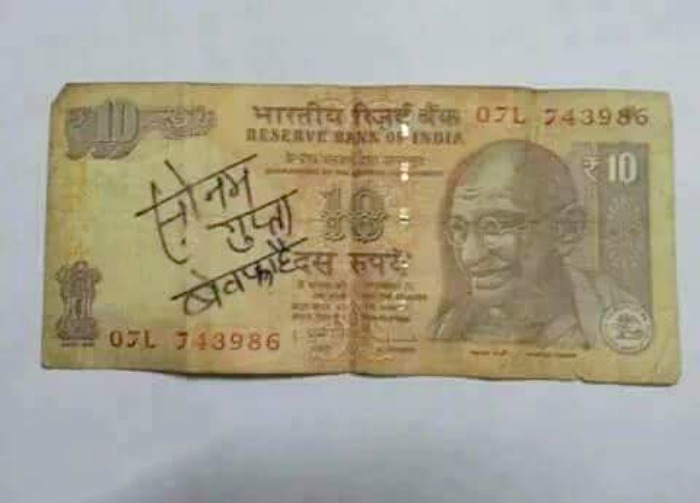 ₹10
भारतीय रिज़र्व बैंक
07L 743986
RESERVE BANK OF INDIA
₹10
सोनम
गुप्ता
बेवफा है
10
दस रुपये
07L 743986